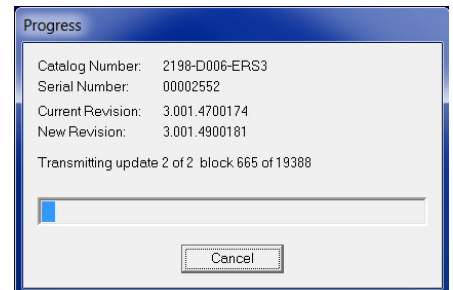 Progress
Catalog Number: 2198-D006-ERS3
Serial Number: 00002552
Current Revision: 3.001.4700174
New Revision: 3.001.4900181
Transmitting update 2 of 2 block 665 of 19388
Cancel